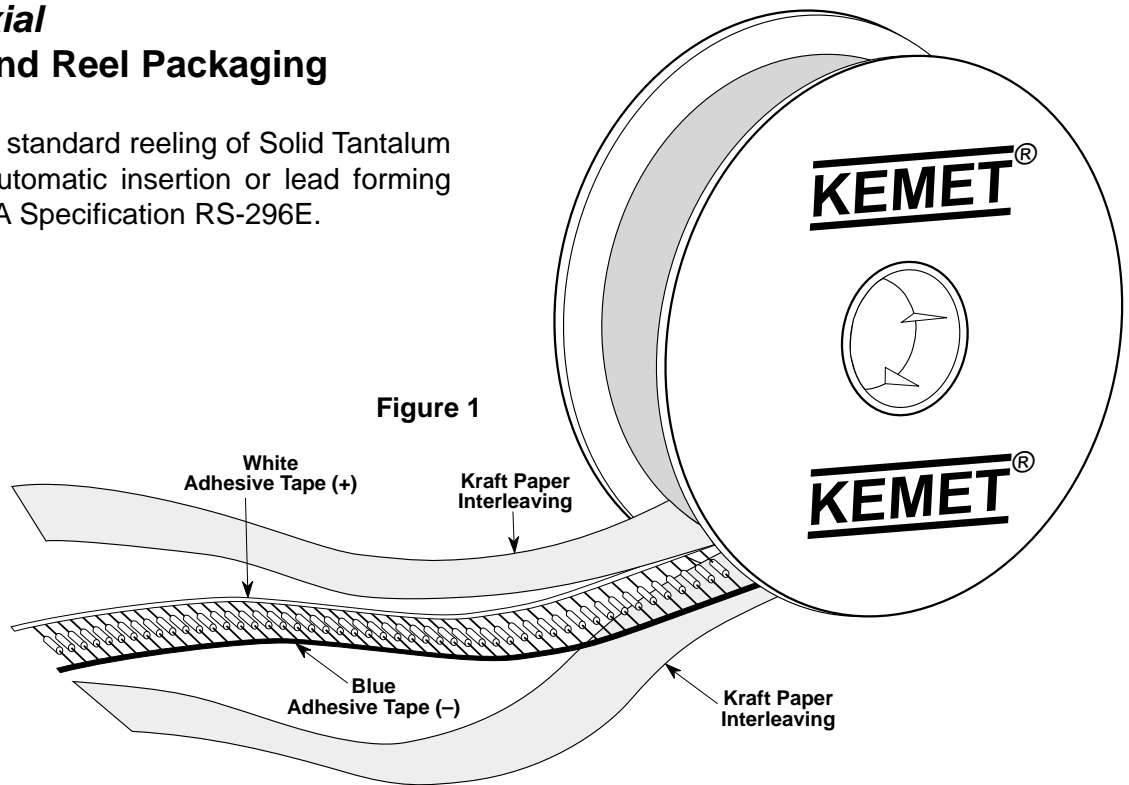 nd Reel Packaging
standard reeling of Solid Tantalum
utomatic insertion or lead forming
A Specification RS-296E.
KEMET®
Figure 1
White
Adhesive Tape (+)
Kraft Paper
Interleaving
KEMET®
Blue
Adhesive Tape (–)
Kraft Paper
Interleaving